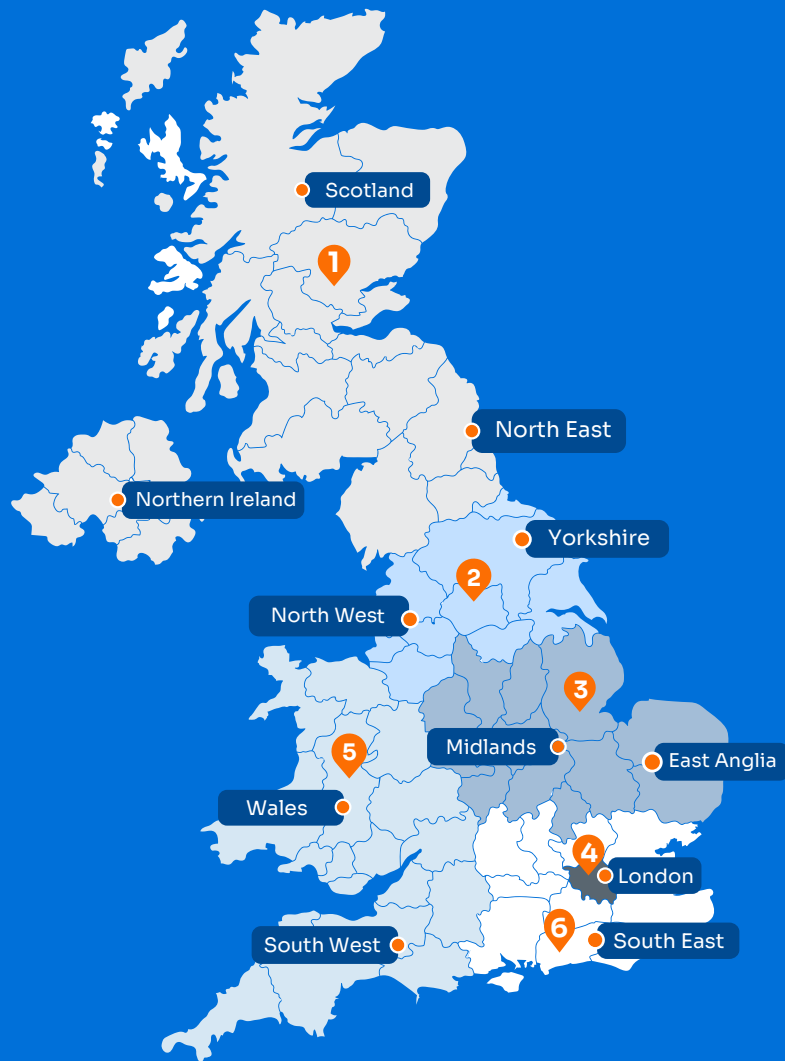 Scotland
1
North East
Northern Ireland
Yorkshire
2
North West
3
Midlands
5
East Anglia
Wales
4
London
6
South East
South West